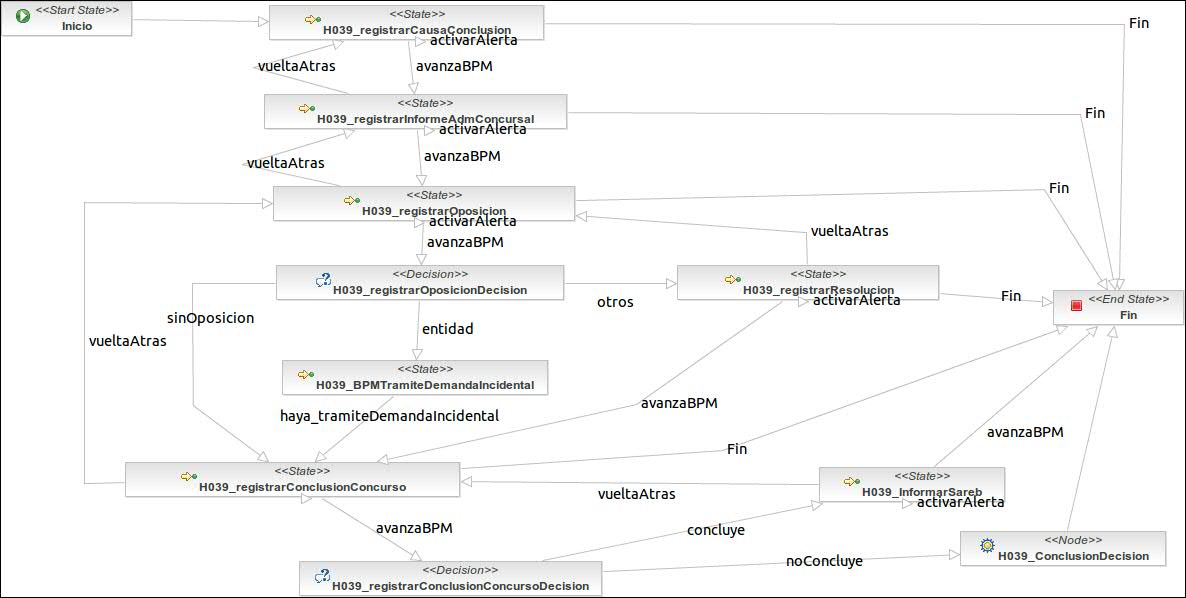 <<Start State>>
Inicio
<<State>>
H039_registrarCausaConclusion
Fin
activarAlerta
vueltaAtras
avanzaBPM
<<State>>
H039_registrarInformeAdmConcursal
Fin
activarAlerta
vueltaAtras
avanzaBPM
<<State>>
H039_registrarOposicion
Fin
activarAlerta
avanzaBPM
vueltaAtras
<<Decision>>
H039_registrarOposicionDecision
otros
<<State>>
H039_registrarResolucion
activarAlerta
Fin
<<End State>>
Fin
sinOposicion
entidad
vueltaAtras
<<State>>
H039_BPMTramiteDemandaIncidental
haya_tramiteDemandaIncidental
avanzaBPM
Fin
avanzaBPM
<<State>>
H039_registrarConclusionConcurso
vueltaAtras
<<State>>
H039_InformarSareb
activarAlerta
avanzaBPM
concluye
noConcluye
<<Node>>
H039_ConclusionDecision
<<Decision>>
H039_registrarConclusionConcursoDecision